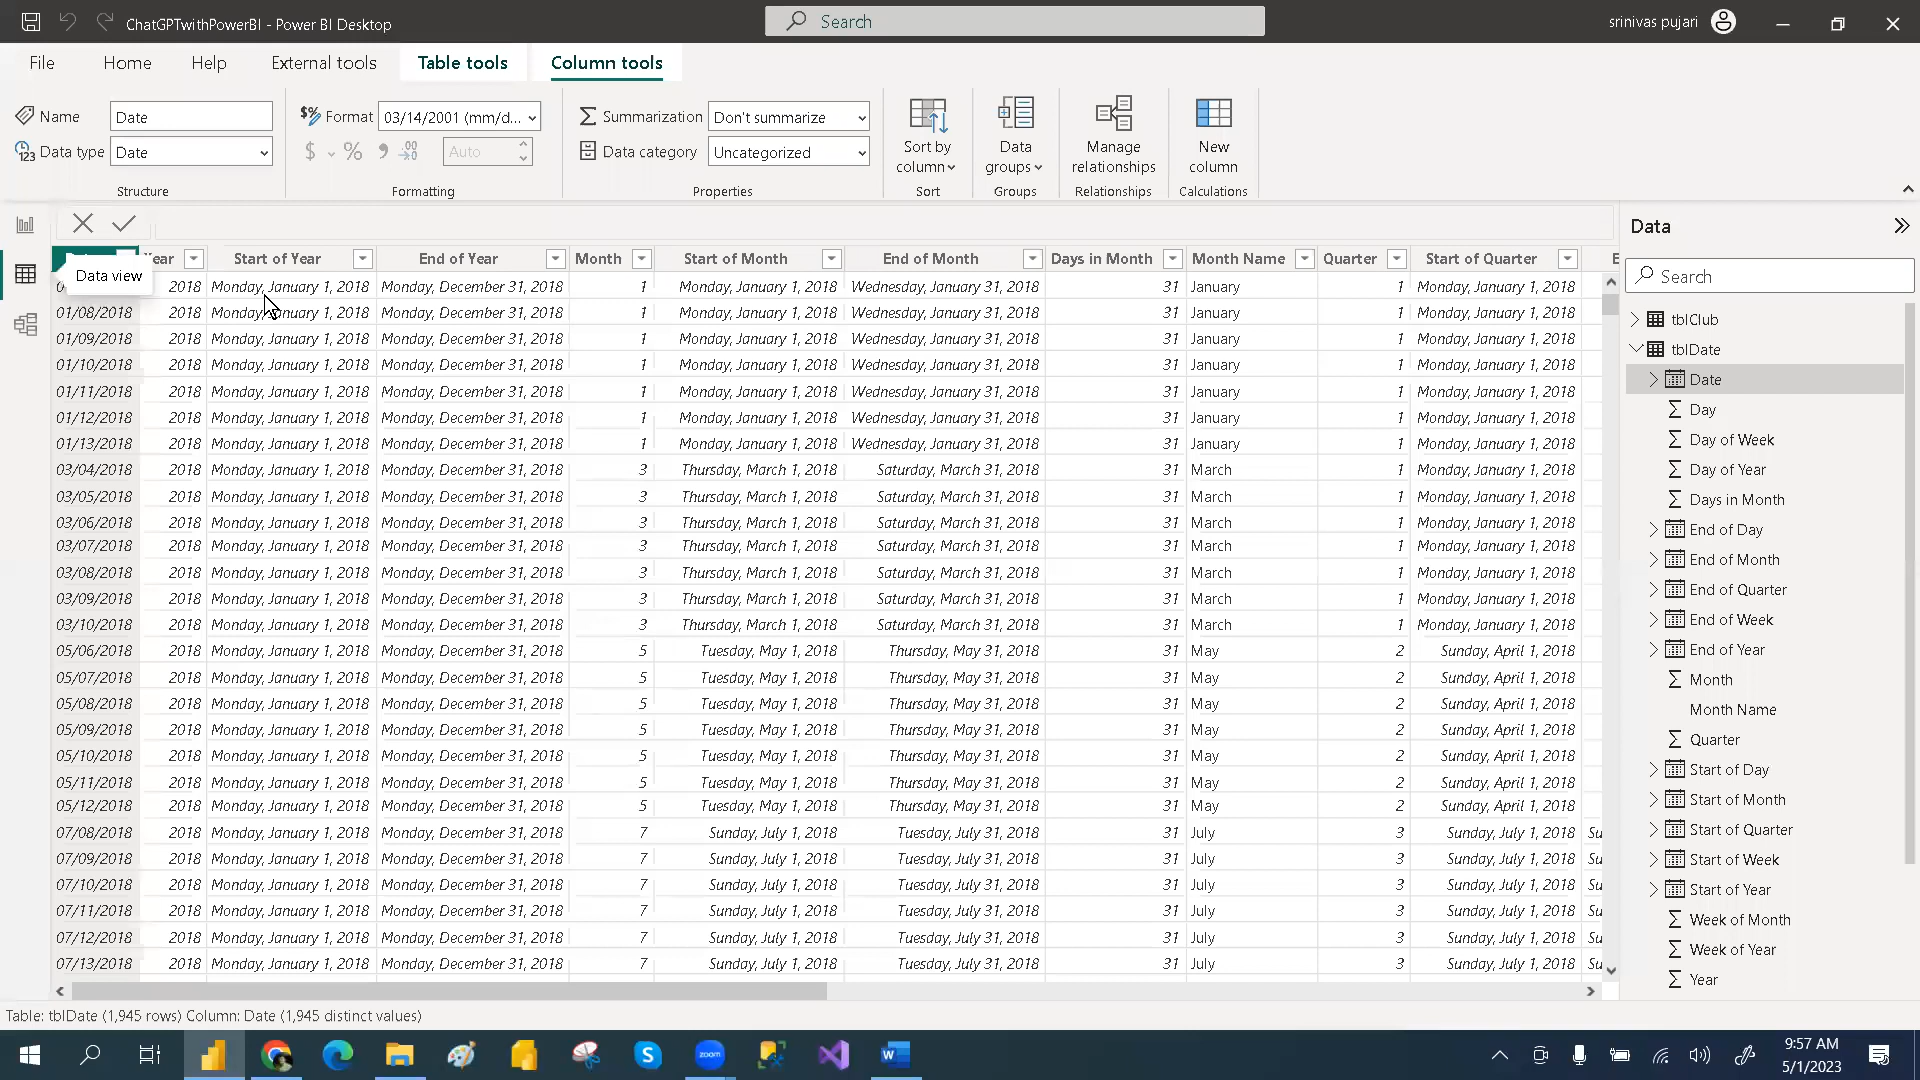 ChatGPTwithPowerBI - Power BI Desktop
Search
srinivas pujari
File Home Help External tools Table tools Column tools
Name Date
Format 03/14/2001 (mm/d...
Summarization Don't summarize
Data type Date
$ % Auto
Data category Uncategorized
Sort by column
Data groups
Manage relationships
New column
Structure Formatting Properties Sort Groups Relationships Calculations
Year Start of Year End of Year Month Start of Month End of Month Days in Month Month Name Quarter Start of Quarter E
Data view
2018 Monday, January 1, 2018 Monday, December 31, 2018 1 Monday, January 1, 2018 Wednesday, January 31, 2018 31 January 1 Monday, January 1, 2018
01/08/2018 2018 Monday, January 1, 2018 Monday, December 31, 2018 1 Monday, January 1, 2018 Wednesday, January 31, 2018 31 January 1 Monday, January 1, 2018
01/09/2018 2018 Monday, January 1, 2018 Monday, December 31, 2018 1 Monday, January 1, 2018 Wednesday, January 31, 2018 31 January 1 Monday, January 1, 2018
01/10/2018 2018 Monday, January 1, 2018 Monday, December 31, 2018 1 Monday, January 1, 2018 Wednesday, January 31, 2018 31 January 1 Monday, January 1, 2018
01/11/2018 2018 Monday, January 1, 2018 Monday, December 31, 2018 1 Monday, January 1, 2018 Wednesday, January 31, 2018 31 January 1 Monday, January 1, 2018
01/12/2018 2018 Monday, January 1, 2018 Monday, December 31, 2018 1 Monday, January 1, 2018 Wednesday, January 31, 2018 31 January 1 Monday, January 1, 2018
01/13/2018 2018 Monday, January 1, 2018 Monday, December 31, 2018 1 Monday, January 1, 2018 Wednesday, January 31, 2018 31 January 1 Monday, January 1, 2018
03/04/2018 2018 Monday, January 1, 2018 Monday, December 31, 2018 3 Thursday, March 1, 2018 Saturday, March 31, 2018 31 March 1 Monday, January 1, 2018
03/05/2018 2018 Monday, January 1, 2018 Monday, December 31, 2018 3 Thursday, March 1, 2018 Saturday, March 31, 2018 31 March 1 Monday, January 1, 2018
03/06/2018 2018 Monday, January 1, 2018 Monday, December 31, 2018 3 Thursday, March 1, 2018 Saturday, March 31, 2018 31 March 1 Monday, January 1, 2018
03/07/2018 2018 Monday, January 1, 2018 Monday, December 31, 2018 3 Thursday, March 1, 2018 Saturday, March 31, 2018 31 March 1 Monday, January 1, 2018
03/08/2018 2018 Monday, January 1, 2018 Monday, December 31, 2018 3 Thursday, March 1, 2018 Saturday, March 31, 2018 31 March 1 Monday, January 1, 2018
03/09/2018 2018 Monday, January 1, 2018 Monday, December 31, 2018 3 Thursday, March 1, 2018 Saturday, March 31, 2018 31 March 1 Monday, January 1, 2018
03/10/2018 2018 Monday, January 1, 2018 Monday, December 31, 2018 3 Thursday, March 1, 2018 Saturday, March 31, 2018 31 March 1 Monday, January 1, 2018
05/06/2018 2018 Monday, January 1, 2018 Monday, December 31, 2018 5 Tuesday, May 1, 2018 Thursday, May 31, 2018 31 May 2 Sunday, April 1, 2018
05/07/2018 2018 Monday, January 1, 2018 Monday, December 31, 2018 5 Tuesday, May 1, 2018 Thursday, May 31, 2018 31 May 2 Sunday, April 1, 2018
05/08/2018 2018 Monday, January 1, 2018 Monday, December 31, 2018 5 Tuesday, May 1, 2018 Thursday, May 31, 2018 31 May 2 Sunday, April 1, 2018
05/09/2018 2018 Monday, January 1, 2018 Monday, December 31, 2018 5 Tuesday, May 1, 2018 Thursday, May 31, 2018 31 May 2 Sunday, April 1, 2018
05/10/2018 2018 Monday, January 1, 2018 Monday, December 31, 2018 5 Tuesday, May 1, 2018 Thursday, May 31, 2018 31 May 2 Sunday, April 1, 2018
05/11/2018 2018 Monday, January 1, 2018 Monday, December 31, 2018 5 Tuesday, May 1, 2018 Thursday, May 31, 2018 31 May 2 Sunday, April 1, 2018
05/12/2018 2018 Monday, January 1, 2018 Monday, December 31, 2018 5 Tuesday, May 1, 2018 Thursday, May 31, 2018 31 May 2 Sunday, April 1, 2018
07/08/2018 2018 Monday, January 1, 2018 Monday, December 31, 2018 7 Sunday, July 1, 2018 Tuesday, July 31, 2018 31 July 3 Sunday, July 1, 2018 Su
07/09/2018 2018 Monday, January 1, 2018 Monday, December 31, 2018 7 Sunday, July 1, 2018 Tuesday, July 31, 2018 31 July 3 Sunday, July 1, 2018 Su
07/10/2018 2018 Monday, January 1, 2018 Monday, December 31, 2018 7 Sunday, July 1, 2018 Tuesday, July 31, 2018 31 July 3 Sunday, July 1, 2018 Su
07/11/2018 2018 Monday, January 1, 2018 Monday, December 31, 2018 7 Sunday, July 1, 2018 Tuesday, July 31, 2018 31 July 3 Sunday, July 1, 2018 Su
07/12/2018 2018 Monday, January 1, 2018 Monday, December 31, 2018 7 Sunday, July 1, 2018 Tuesday, July 31, 2018 31 July 3 Sunday, July 1, 2018 Su
07/13/2018 2018 Monday, January 1, 2018 Monday, December 31, 2018 7 Sunday, July 1, 2018 Tuesday, July 31, 2018 31 July 3 Sunday, July 1, 2018 Su
Data
Search
tblClub
tblDate
Date
Day
Day of Week
Day of Year
Days in Month
End of Day
End of Month
End of Quarter
End of Week
End of Year
Month
Month Name
Quarter
Start of Day
Start of Month
Start of Quarter
Start of Week
Start of Year
Week of Month
Week of Year
Year
Table: tblDate (1,945 rows) Column: Date (1,945 distinct values)
zoom
9:57 AM
5/1/2023